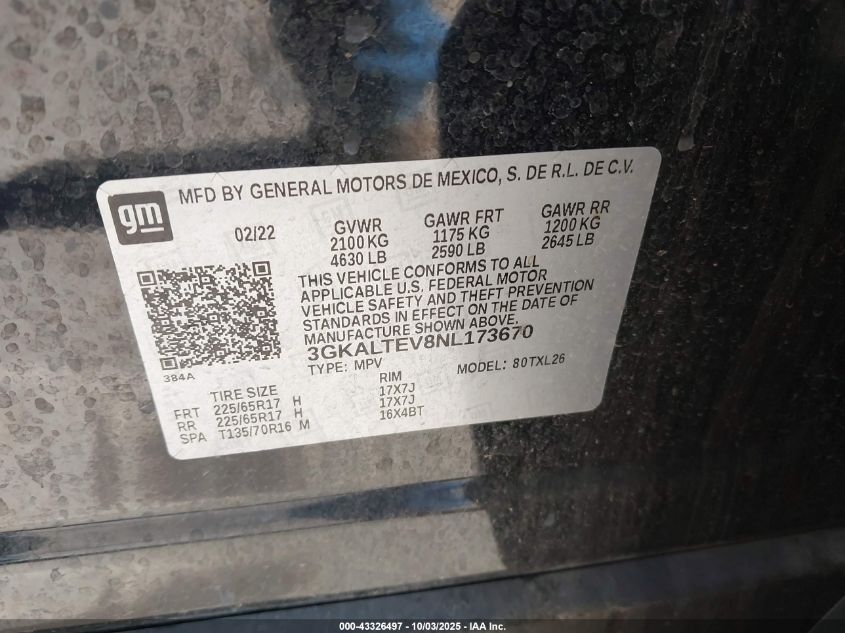 gm
MFD BY GENERAL MOTORS DE MEXICO, S. DE R.L. DE C.V.
02/22 GVWR GAWR FRT GAWR RR
2100 KG 1175 KG 1200 KG
4630 LB 2590 LB 2645 LB
THIS VEHICLE CONFORMS TO ALL
APPLICABLE U.S. FEDERAL MOTOR
VEHICLE SAFETY AND THEFT PREVENTION
STANDARDS IN EFFECT ON THE DATE OF
MANUFACTURE SHOWN ABOVE.
3GKALTEV8NL173670
TYPE: MPV MODEL: 80TXL26
384A
TIRE SIZE RIM
FRT 225/65R17 H 17X7J
RR 225/65R17 H 17X7J
SPA T135/70R16 M 16X4BT
000-43326497 - 10/03/2025 - IAA Inc.